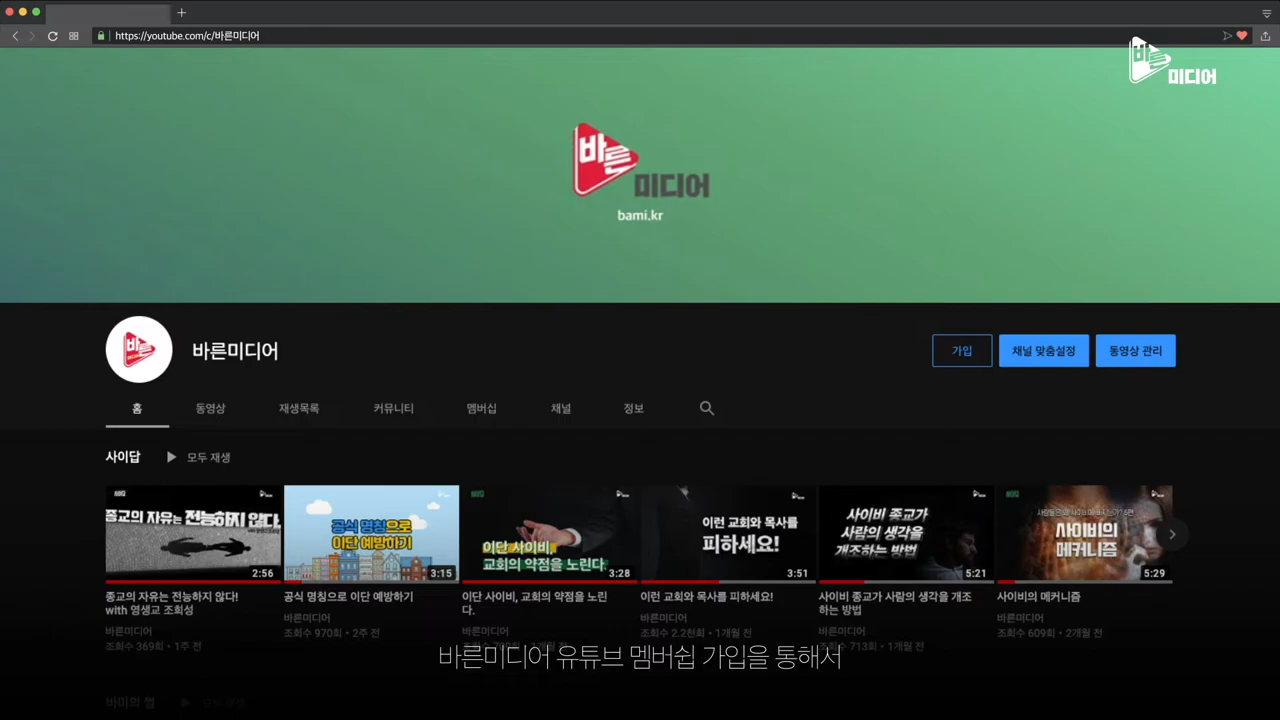 https://youtube.com/c/바른미디어
바른
미디어
바른
미디어
bami.kr
바른
바른미디어
가입
채널 맞춤설정
동영상 관리
홈
동영상
재생목록
커뮤니티
멤버십
채널
정보
사이답
모두 재생
종교의 자유는 전능하지 않다.
2:56
공식 명칭으로
이단 예방하기
3:15
이단 사이비,
교회의 약점을 노린다.
3:28
이런 교회와 목사를
피하세요!
3:51
사이비 종교가
사람의 생각을
개조하는 방법
5:21
사이비의
메커니즘
5:29
종교의 자유는 전능하지 않다!
with 영생교 조희성
바른미디어
조회수 369회 • 1주 전
공식 명칭으로 이단 예방하기
바른미디어
조회수 970회 • 2주 전
이단 사이비, 교회의 약점을 노린
다.
바른미디어
조회수
1개월 전
이런 교회와 목사를 피하세요!
바른미디어
조회수 2.2천회 • 1개월 전
사이비 종교가 사람의 생각을 개조
하는 방법
바른미디어
조회수 713회 • 1개월 전
사이비의 메커니즘
바른미디어
조회수 609회 • 2개월 전
바른미디어 유튜브 멤버쉽 가입을 통해서
바미의 썰
모두 재생